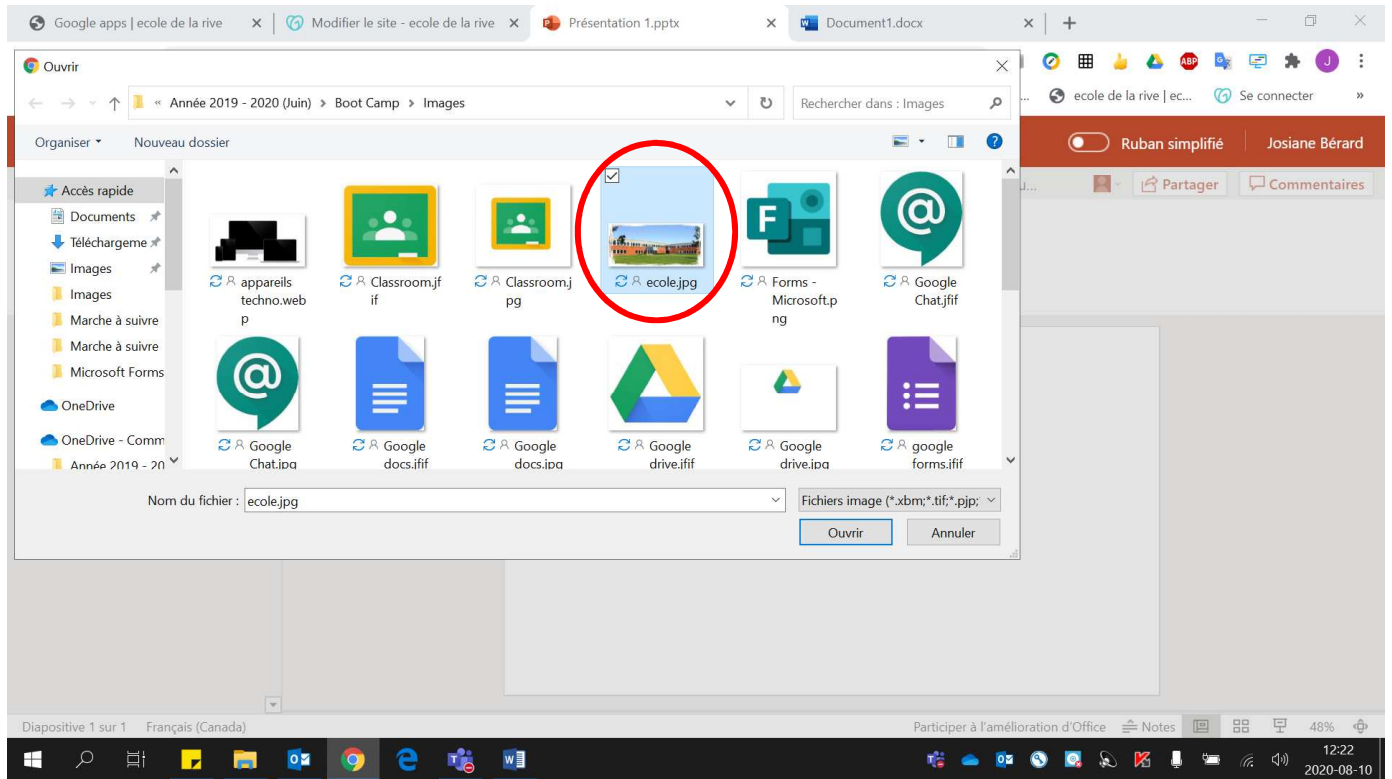 Google apps | ecole de la rive
Modifier le site - ecole de la rive
Présentation 1.pptx
Document1.docx
Ouvrir
ABP
J
« Année 2019 - 2020 (Juin) > Boot Camp > Images
Rechercher dans : Images
... ecole de la rive | ec...
Se connecter
»
Organiser
Nouveau dossier
Ruban simplifié
Josiane Bérard
Partager
Commentaires
Accès rapide
Documents
Téléchargeme
Images
Images
Marche à suivre
Marche à suivre
Microsoft Forms
OneDrive
OneDrive - Comm
Année 2019 - 20
appareils
techno.web
p
Classroom.jf
if
Classroom.j
pg
ecole.jpg
F
Forms -
Microsoft.p
ng
@
Google
Chat.jfif
@
Google
Chat.jpg
Google
docs.jfif
Google
docs.jpg
Google
drive.jfif
Google
drive.jpg
google
forms.jfif
Nom du fichier :
ecole.jpg
Fichiers image (*.xbm;*.tif;*.pjp;
Ouvrir
Annuler
Diapositive 1 sur 1
Français (Canada)
Participer à l'amélioration d'Office
Notes
48%
12:22
2020-08-10